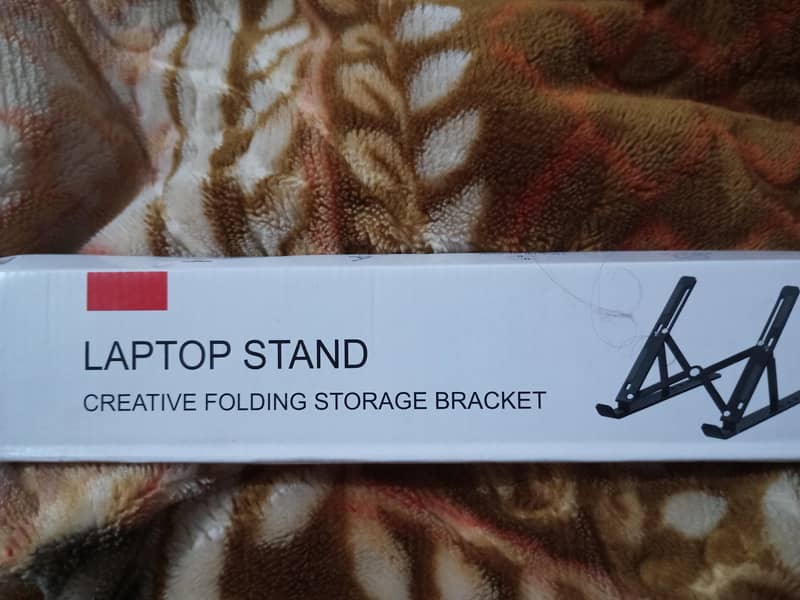 LAPTOP STAND
CREATIVE FOLDING STORAGE BRACKET